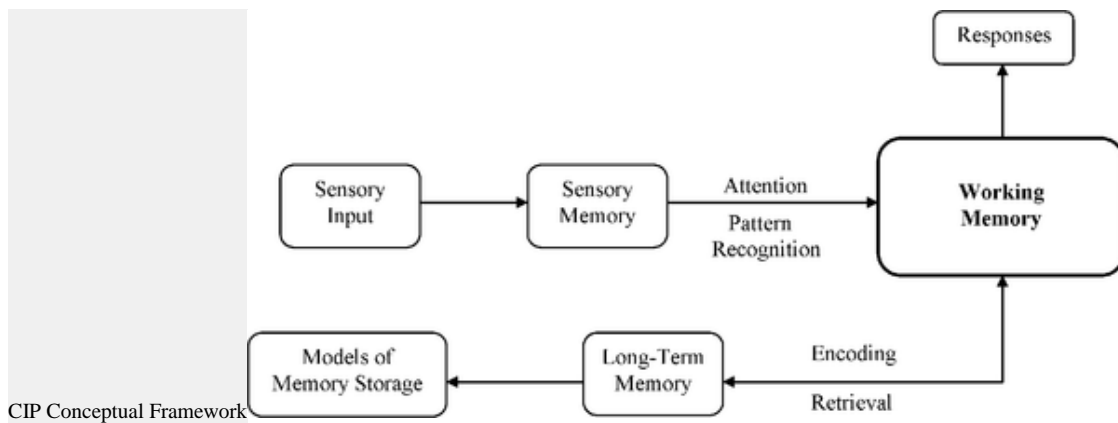 Responses
Sensory
Input
Sensory
Memory
Attention
Pattern
Recognition
Working
Memory
Models of
Memory Storage
Long-Term
Memory
Encoding
Retrieval
CIP Conceptual Framework